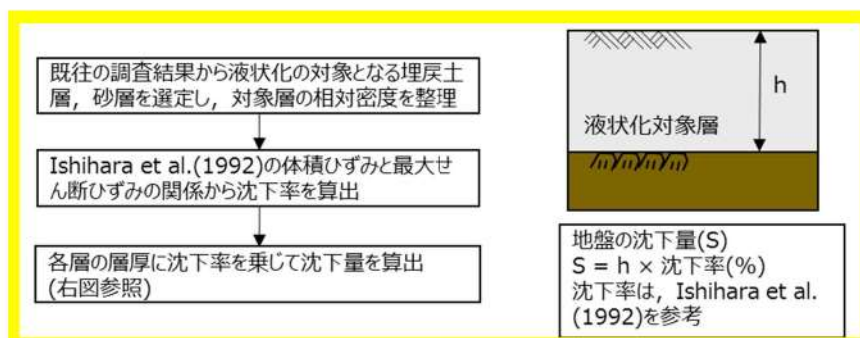 既往の調査結果から液状化の対象となる埋戻土
層，砂層を選定し，対象層の相対密度を整理
Ishihara et al.(1992)の体積ひずみと最大せ
ん断ひずみの関係から沈下率を算出
各層の層厚に沈下率を乗じて沈下量を算出
(右図参照)
h
液状化対象層
地盤の沈下量(S)
S = h × 沈下率(%)
沈下率は，Ishihara et al.
(1992)を参考